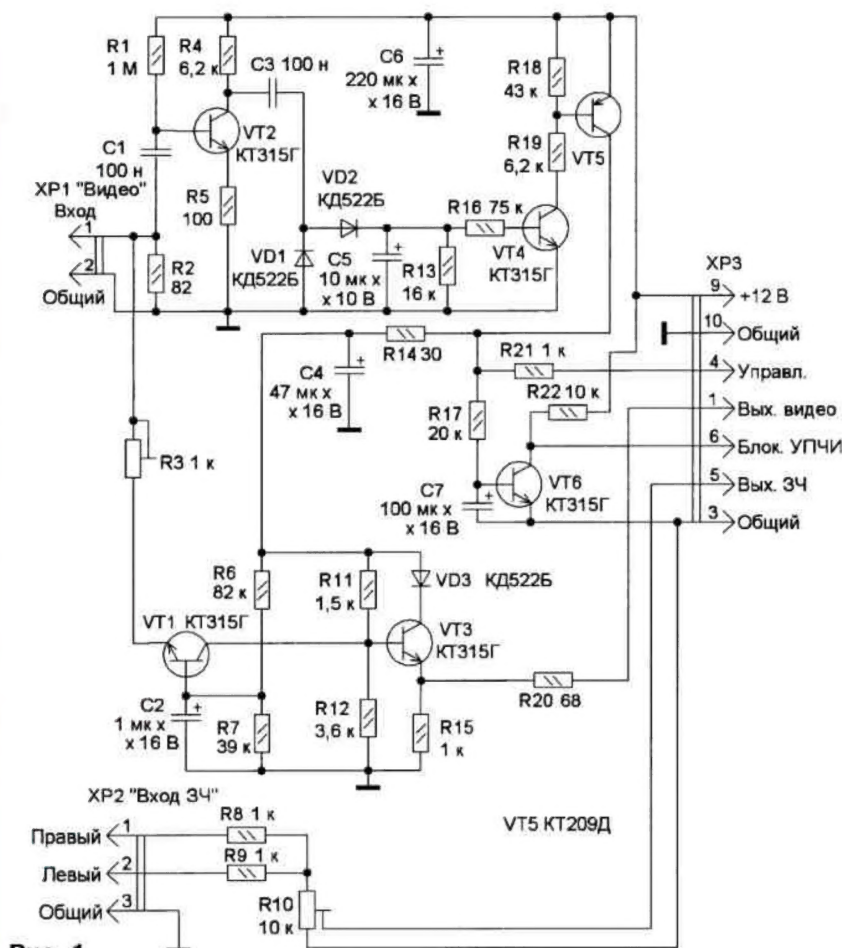 R1
1 М
R4
6,2 к
C3 100 н
C6
220 мк х
х 16 В
R18
43 к
VT2
КТ315Г
C1
100 н
R19
6,2 к
VT5
XP1 "Видео"
Вход
1
2
Общий
R5
100
VD2
КД522Б
R16 75 к
VT4
КТ315Г
R2
82
VD1
КД522Б
C5
10 мк х
х 10 В
R13
16 к
XP3
9
+12 В
10
Общий
R14 30
R21 1 к
4
Управл.
C4
47 мк х
х 16 В
R22 10 к
1
Вых. видео
R17
20 к
6
Блок. УПЧИ
R3 1 к
VT6
КТ315Г
5
Вых. ЗЧ
C7
100 мк х
х 16 В
3
Общий
R6
82 к
R11
1,5 к
VD3 КД522Б
VT1 КТ315Г
VT3
КТ315Г
C2
1 мк х
х 16 В
R7
39 к
R12
3,6 к
R15
1 к
R20 68
XP2 "Вход ЗЧ"
Правый
1
R8 1 к
VT5 КТ209Д
Левый
2
R9 1 к
Общий
3
R10
10 к